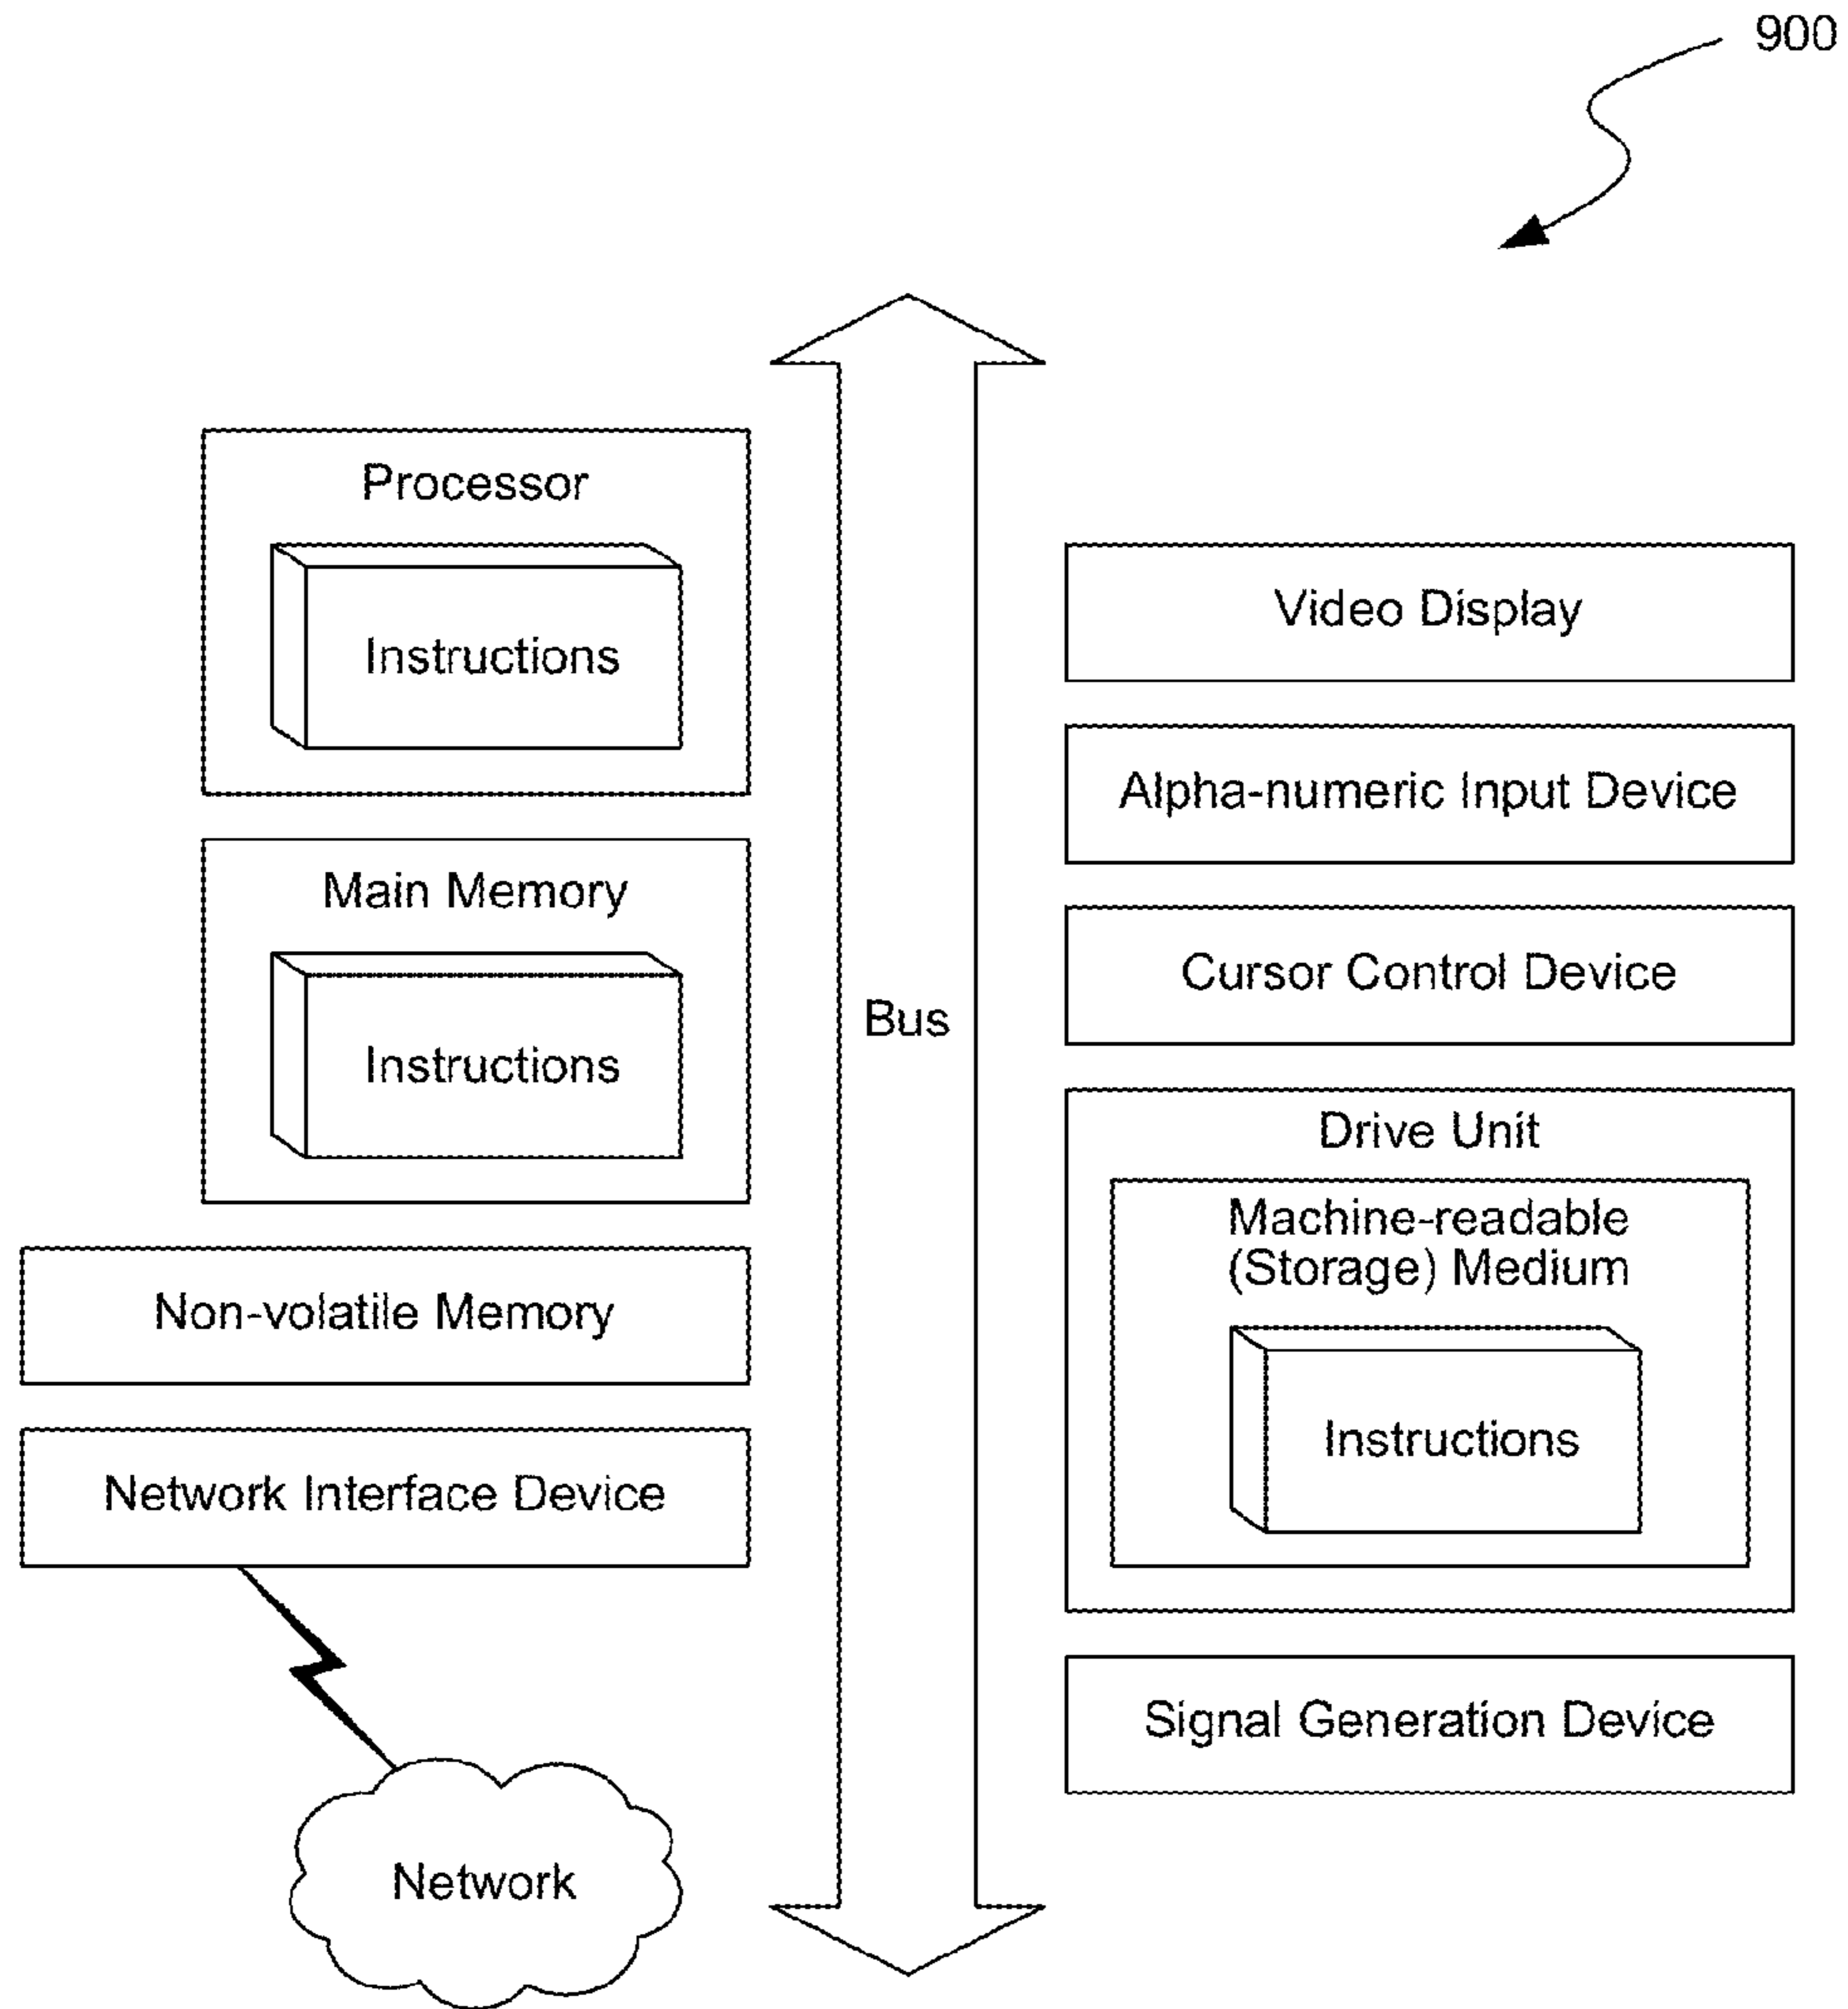 900
Processor
Instructions
Main Memory
Instructions
Non-volatile Memory
Network Interface Device
Network
Bus
Video Display
Alpha-numeric Input Device
Cursor Control Device
Drive Unit
Machine-readable
(Storage) Medium
Instructions
Signal Generation Device